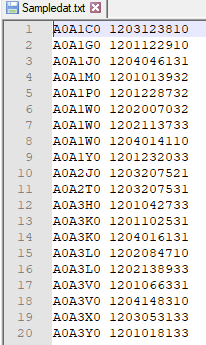 Sampledat.txt
1 A0A1C0 1203123810
2 A0A1G0 1201122910
3 A0A1J0 1204046131
4 A0A1M0 1201013932
5 A0A1P0 1201228732
6 A0A1W0 1202007032
7 A0A1W0 1202113733
8 A0A1W0 1204014110
9 A0A1Y0 1201232033
10 A0A2J0 1203207521
11 A0A2T0 1203207531
12 A0A3H0 1201042733
13 A0A3K0 1201102531
14 A0A3K0 1204016131
15 A0A3L0 1202084710
16 A0A3L0 1202138933
17 A0A3V0 1201066331
18 A0A3V0 1204148310
19 A0A3X0 1203053133
20 A0A3Y0 1201018133